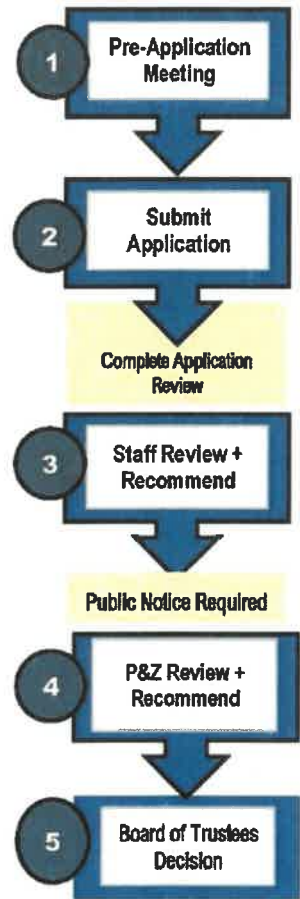 1
Pre-Application
Meeting
2
Submit
Application
Complete Application
Review
3
Staff Review +
Recommend
Public Notice Required
4
P&Z Review +
Recommend
5
Board of Trustees
Decision